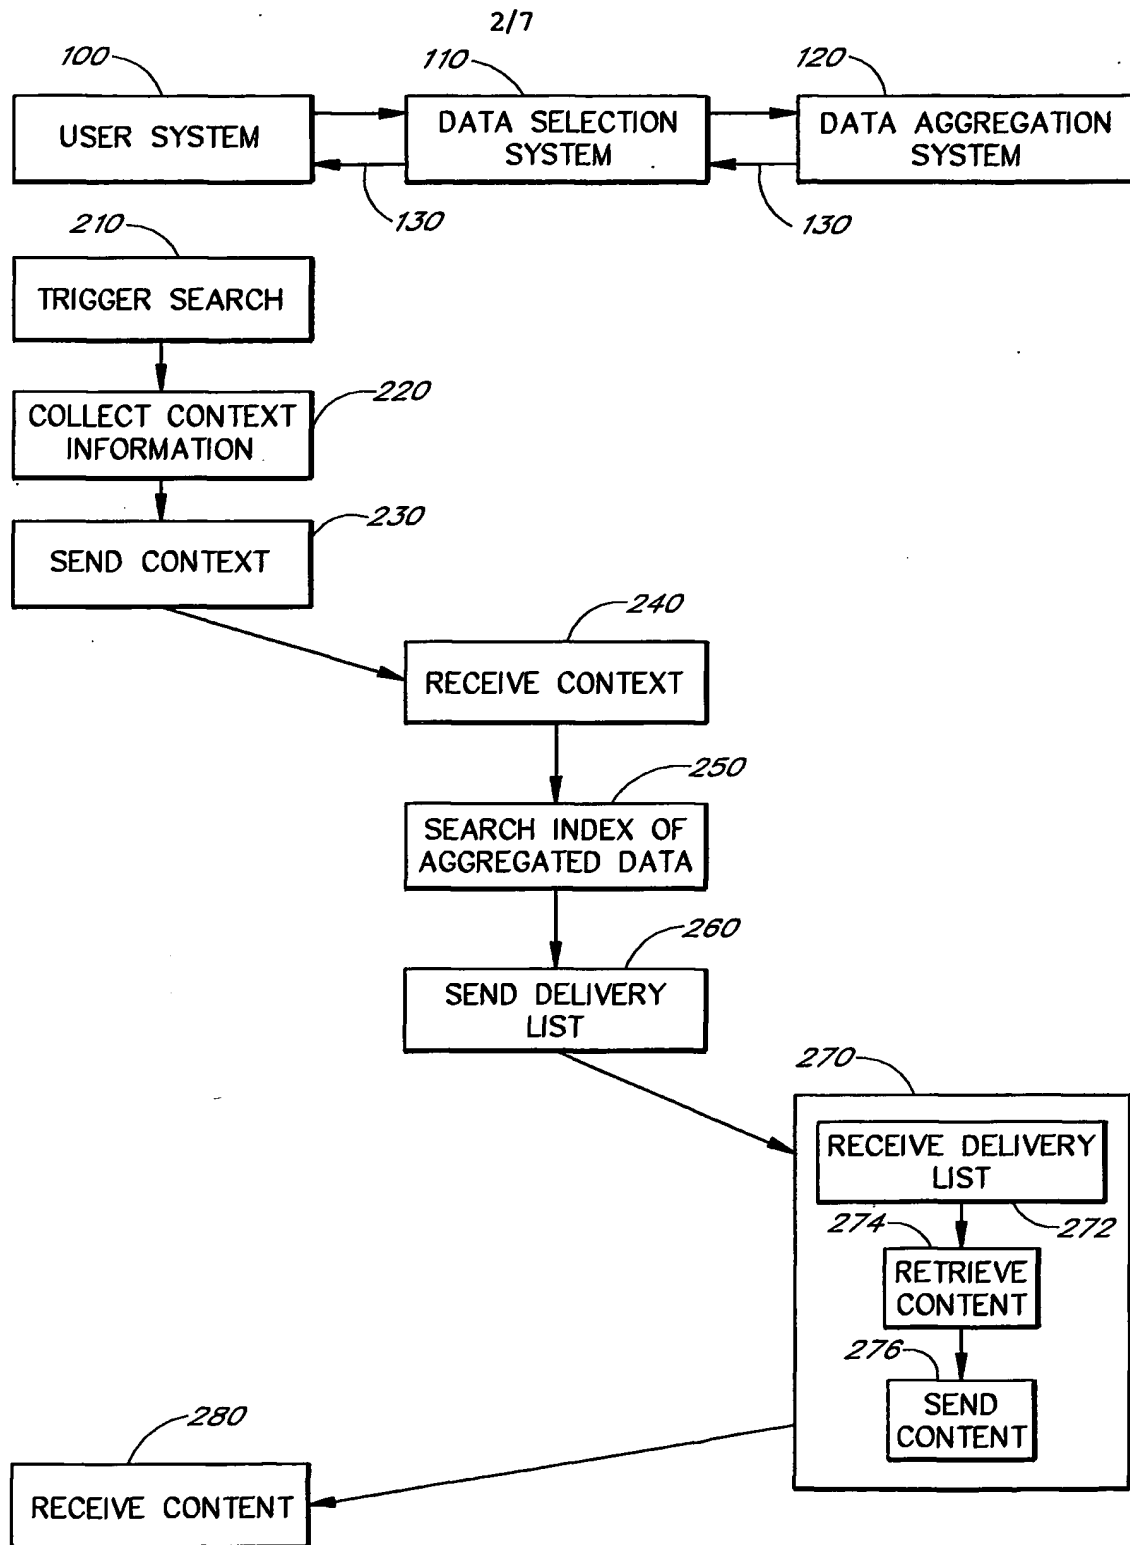 2/7
100
110
120
USER SYSTEM
DATA SELECTION
SYSTEM
DATA AGGREGATION
SYSTEM
130
130
210
TRIGGER SEARCH
220
COLLECT CONTEXT
INFORMATION
230
SEND CONTEXT
240
RECEIVE CONTEXT
250
SEARCH INDEX OF
AGGREGATED DATA
260
SEND DELIVERY
LIST
270
RECEIVE DELIVERY
LIST
272
274
RETRIEVE
CONTENT
276
SEND
CONTENT
280
RECEIVE CONTENT